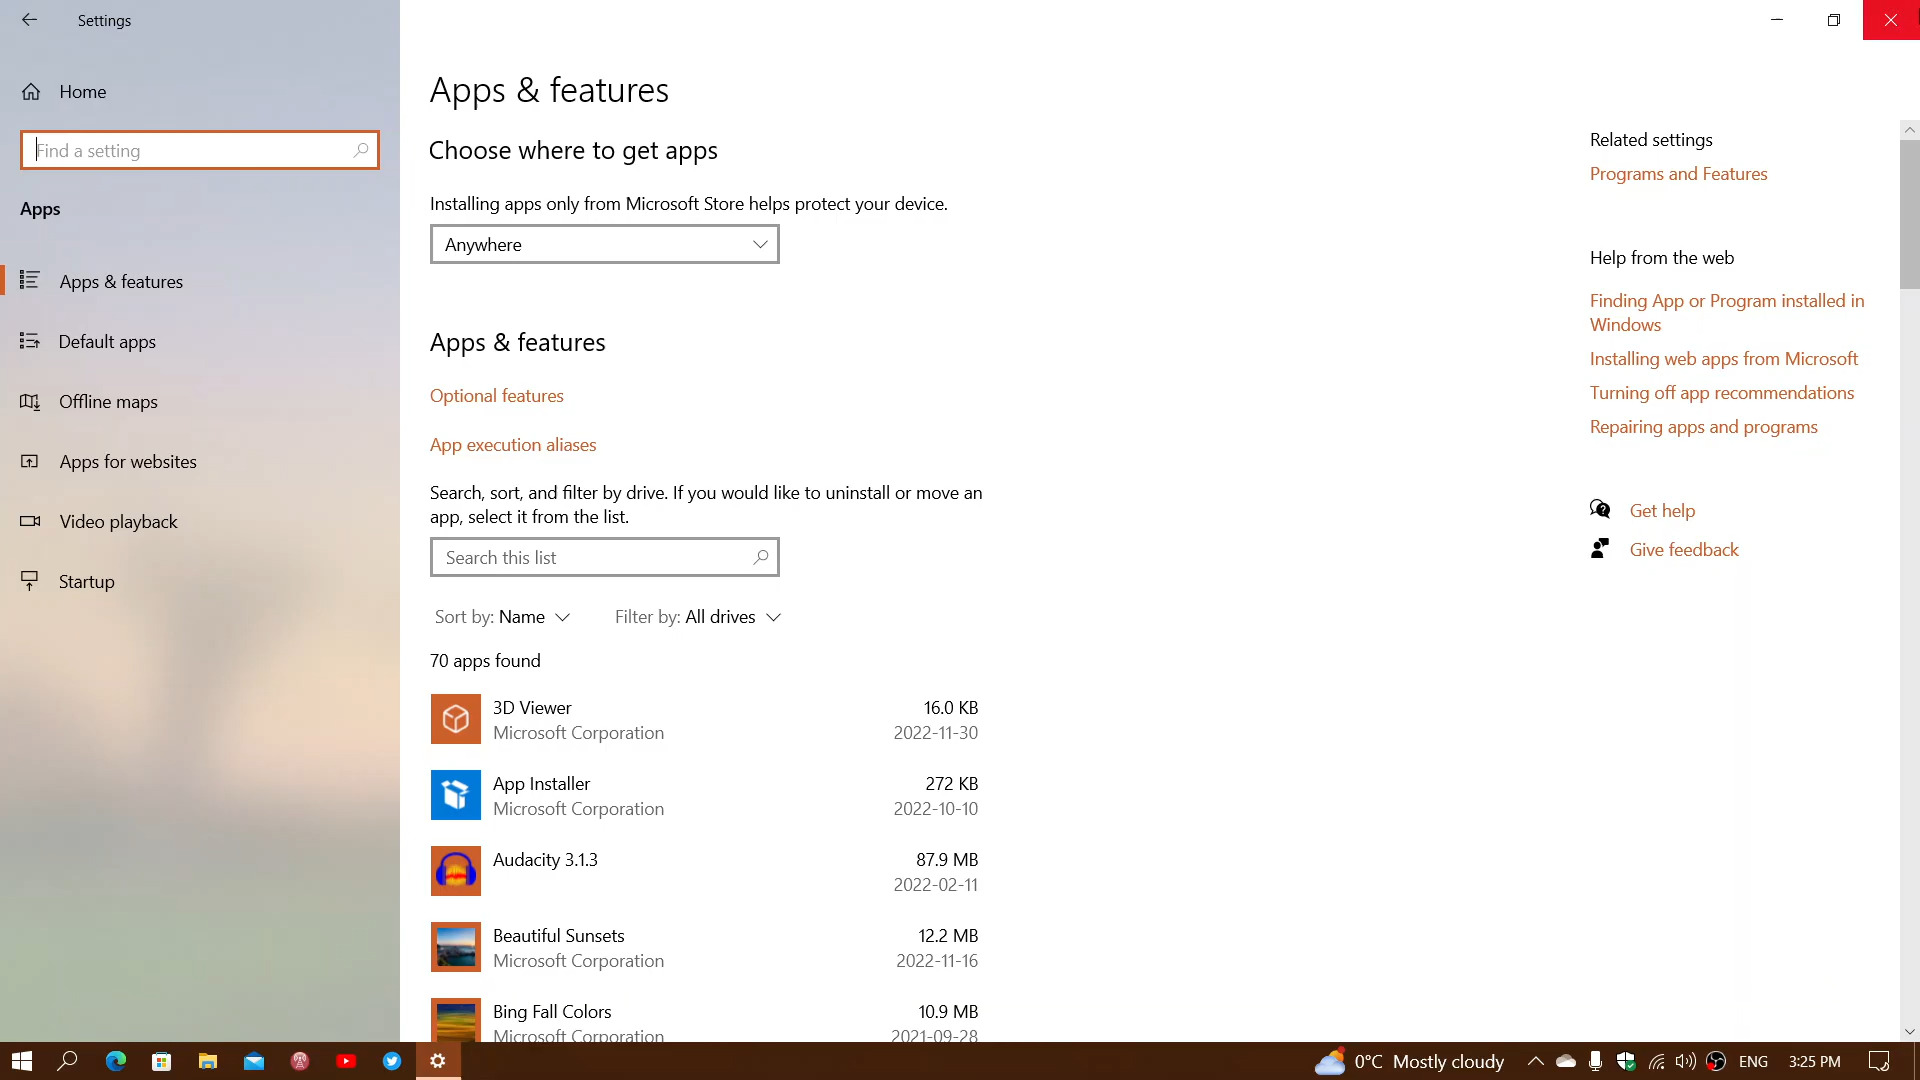 Settings
Home
Find a setting
Apps
Apps & features
Default apps
Offline maps
Apps for websites
Video playback
Startup
Apps & features
Choose where to get apps
Installing apps only from Microsoft Store helps protect your device.
Anywhere
Apps & features
Optional features
App execution aliases
Search, sort, and filter by drive. If you would like to uninstall or move an
app, select it from the list.
Search this list
Sort by: Name
Filter by: All drives
70 apps found
3D Viewer 16.0 KB
Microsoft Corporation 2022-11-30
App Installer 272 KB
Microsoft Corporation 2022-10-10
Audacity 3.1.3 87.9 MB
2022-02-11
Beautiful Sunsets 12.2 MB
Microsoft Corporation 2022-11-16
Bing Fall Colors 10.9 MB
Microsoft Corporation 2021-09-28
Related settings
Programs and Features
Help from the web
Finding App or Program installed in
Windows
Installing web apps from Microsoft
Turning off app recommendations
Repairing apps and programs
Get help
Give feedback
0°C Mostly cloudy
ENG
3:25 PM